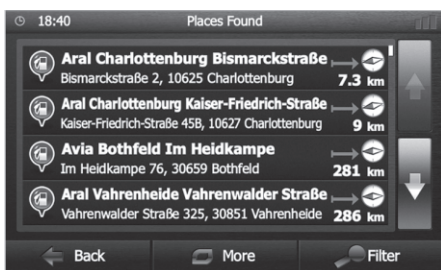 18:40 Places Found
Aral Charlottenburg Bismarckstraße
Bismarckstraße 2, 10625 Charlottenburg 7.3 km
Aral Charlottenburg Kaiser-Friedrich-Straße
Kaiser-Friedrich-Straße 45B, 10627 Charlottenburg 9 km
Avia Bothfeld Im Heidkampe
Im Heidkampe 76, 30659 Bothfeld 281 km
Aral Vahrenheide Vahrenwalder Straße
Vahrenwalder Straße 325, 30851 Vahrenheide 286 km
Back More Filter